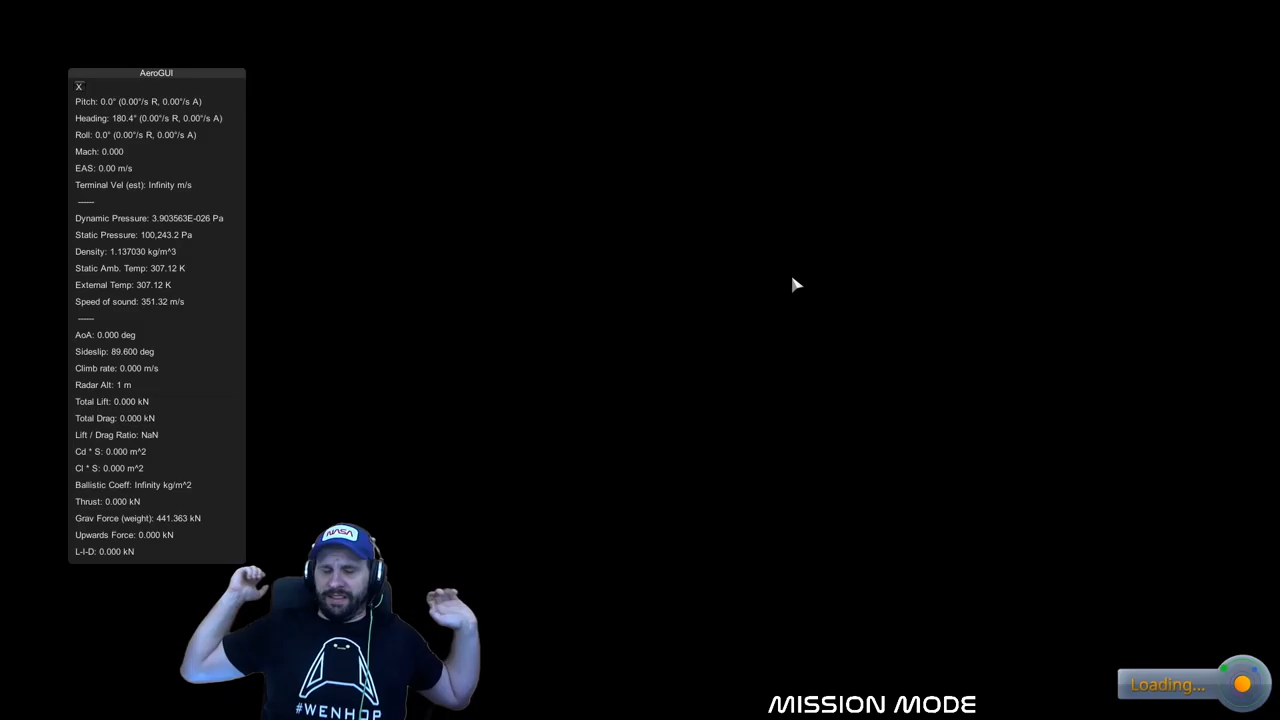 AeroGUI
X
Pitch: 0.0° (0.00°/s R, 0.00°/s A)
Heading: 180.4° (0.00°/s R, 0.00°/s A)
Roll: 0.0° (0.00°/s R, 0.00°/s A)
Mach: 0.000
EAS: 0.00 m/s
Terminal Vel (est): Infinity m/s
-----
Dynamic Pressure: 3.903563E-026 Pa
Static Pressure: 100,243.2 Pa
Density: 1.137030 kg/m^3
Static Amb. Temp: 307.12 K
External Temp: 307.12 K
Speed of sound: 351.32 m/s
-----
AoA: 0.000 deg
Sideslip: 89.600 deg
Climb rate: 0.000 m/s
Radar Alt: 1 m
Total Lift: 0.000 kN
Total Drag: 0.000 kN
Lift / Drag Ratio: NaN
Cd * S: 0.000 m^2
Cl * S: 0.000 m^2
Ballistic Coeff: Infinity kg/m^2
Thrust: 0.000 kN
Grav Force (weight): 441.363 kN
Upwards Force: 0.000 kN
L-I-D: 0.000 kN
NASA
#WENHOP
MISSION MODE
Loading...